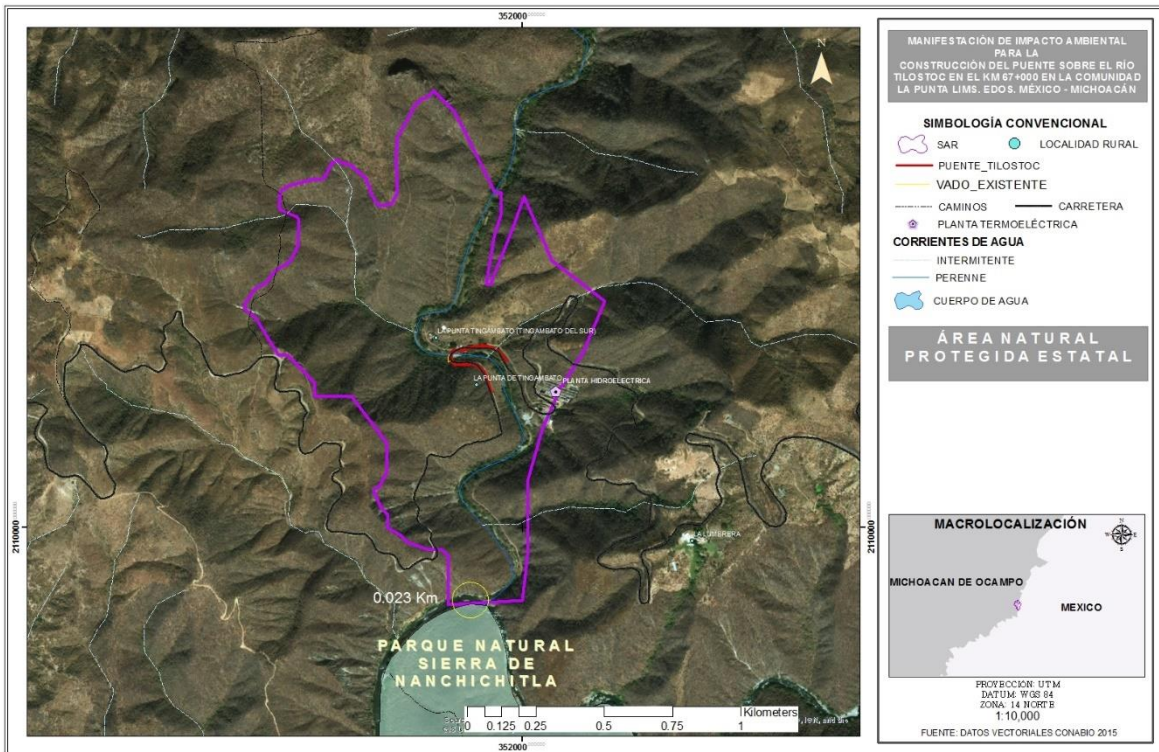 352000
N
2110000
2110000
LA PUNTA TINGAMBATO (TINGAMBATO DEL SUR)
LA PUNTA DE TINGAMBATO
PLANTA HIDROELECTRICA
0.023 Km
PARQUE NATURAL
SIERRA DE
NANCHICHITLA
Kilometers
0 0.125 0.25 0.5 0.75 1
352000
MANIFESTACIÓN DE IMPACTO AMBIENTAL
PARA LA
CONSTRUCCIÓN DEL PUENTE SOBRE EL RÍO
TILOSTOC EN EL KM 67+000 EN LA COMUNIDAD
LA PUNTA LIMS. EDOS. MÉXICO - MICHOACÁN
SIMBOLOGÍA CONVENCIONAL
SAR LOCALIDAD RURAL
PUENTE_TILOSTOC
VADO_EXISTENTE
CAMINOS CARRETERA
PLANTA TERMOELÉCTRICA
CORRIENTES DE AGUA
INTERMITENTE
PERENNE
CUERPO DE AGUA
ÁREA NATURAL
PROTEGIDA ESTATAL
MACROLOCALIZACIÓN
N
W E
S
MICHOACAN DE OCAMPO
MEXICO
PROYECCIÓN: UTM
DATUM: WGS 84
ZONA: 14 NORTE
1:10,000
FUENTE: DATOS VECTORIALES CONABIO 2015